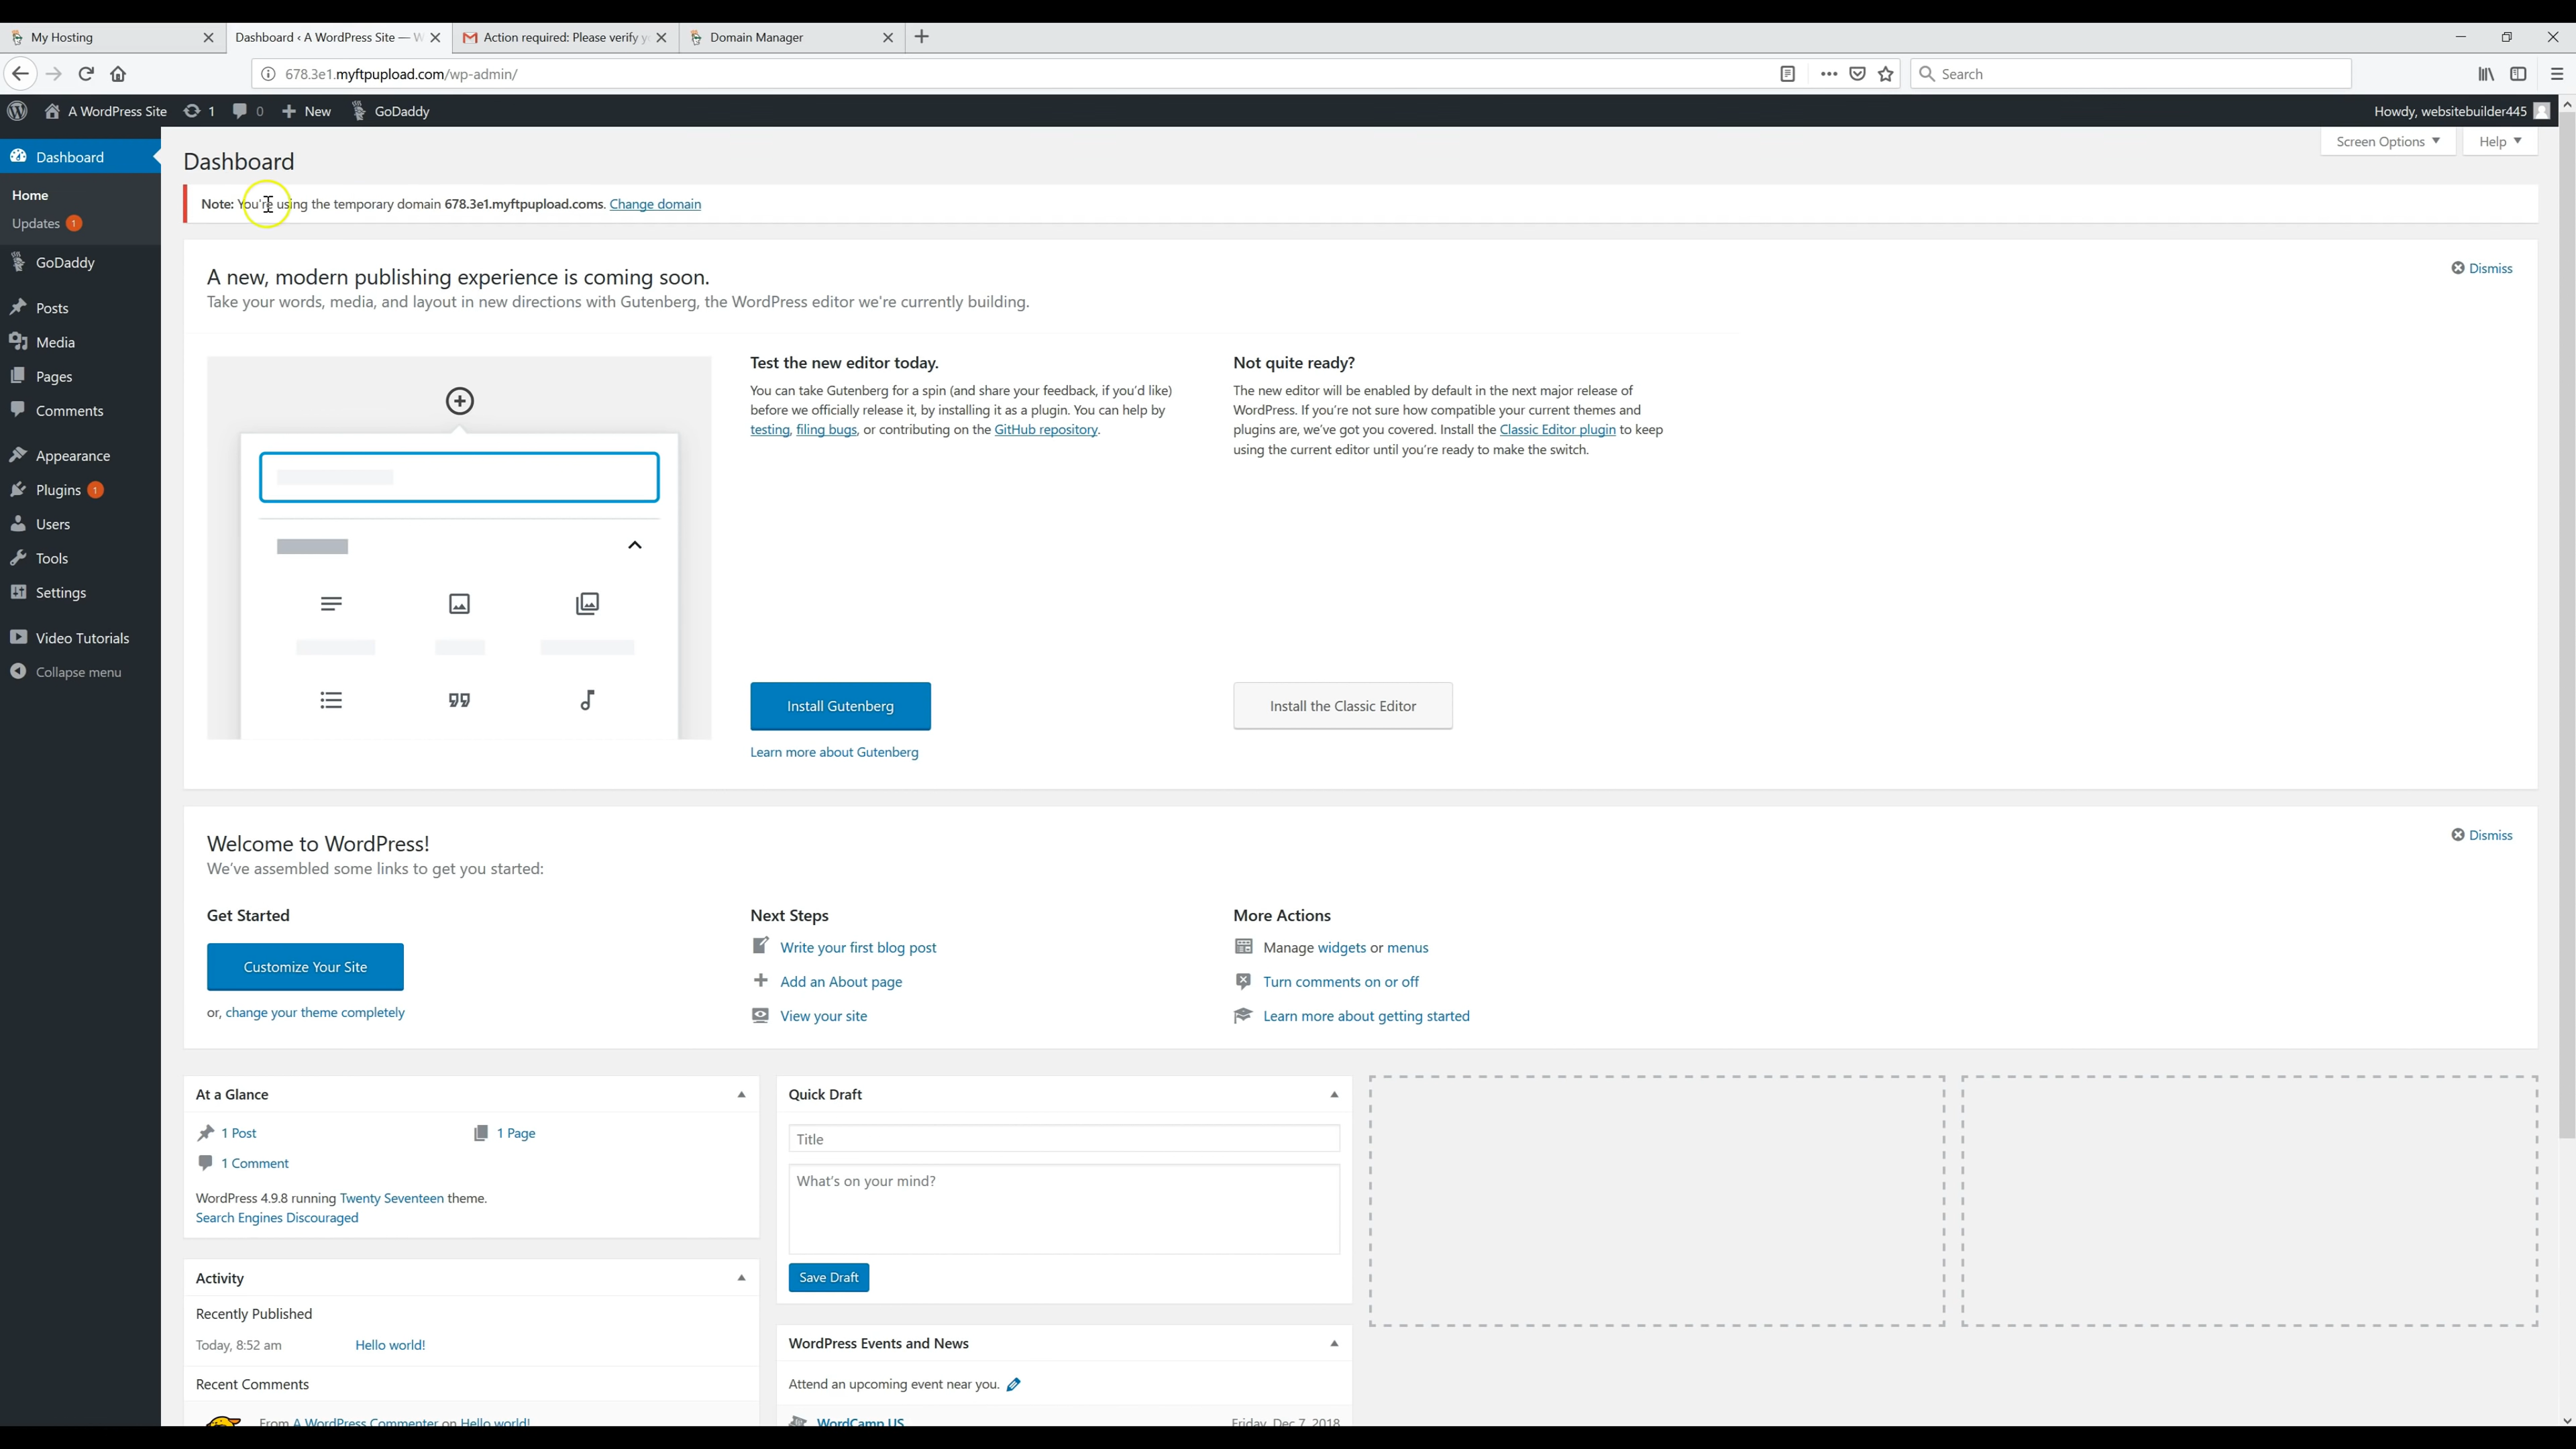 My Hosting
Dashboard ‹ A WordPress Site — W
Action required: Please verify y
Domain Manager
678.3e1.myftpupload.com/wp-admin/
Search
A WordPress Site
1
0
New
GoDaddy
Howdy, websitebuilder445
Dashboard
Home
Updates 1
GoDaddy
Posts
Media
Pages
Comments
Appearance
Plugins 1
Users
Tools
Settings
Video Tutorials
Collapse menu
Dashboard
Screen Options
Help
Note: You're using the temporary domain 678.3e1.myftpupload.coms. Change domain
A new, modern publishing experience is coming soon.
Dismiss
Take your words, media, and layout in new directions with Gutenberg, the WordPress editor we're currently building.
Test the new editor today.
You can take Gutenberg for a spin (and share your feedback, if you'd like)
before we officially release it, by installing it as a plugin. You can help by
testing, filing bugs, or contributing on the GitHub repository.
Install Gutenberg
Learn more about Gutenberg
Not quite ready?
The new editor will be enabled by default in the next major release of
WordPress. If you're not sure how compatible your current themes and
plugins are, we've got you covered. Install the Classic Editor plugin to keep
using the current editor until you're ready to make the switch.
Install the Classic Editor
Welcome to WordPress!
Dismiss
We've assembled some links to get you started:
Get Started
Customize Your Site
or, change your theme completely
Next Steps
Write your first blog post
Add an About page
View your site
More Actions
Manage widgets or menus
Turn comments on or off
Learn more about getting started
At a Glance
1 Post
1 Page
1 Comment
WordPress 4.9.8 running Twenty Seventeen theme.
Search Engines Discouraged
Activity
Recently Published
Today, 8:52 am
Hello world!
Recent Comments
From A WordPress Commenter on Hello world!
Quick Draft
Title
What's on your mind?
Save Draft
WordPress Events and News
Attend an upcoming event near you.
WordCamp US
Friday, Dec 7, 2018